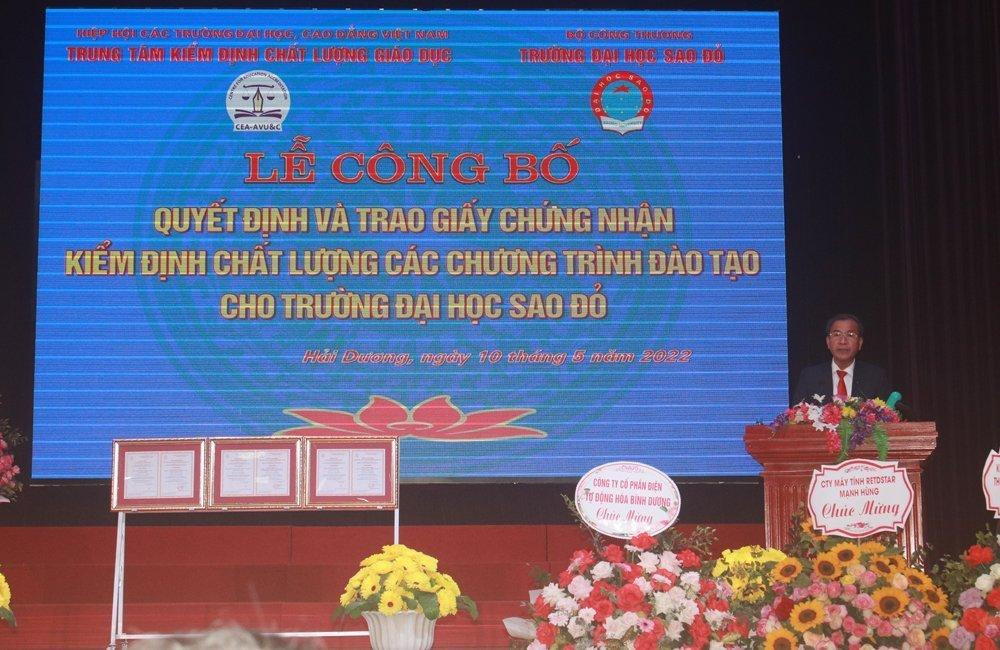 HIỆP HỘI CÁC TRƯỜNG ĐẠI HỌC, CAO ĐẲNG VIỆT NAM
TRUNG TÂM KIỂM ĐỊNH CHẤT LƯỢNG GIÁO DỤC
BỘ CÔNG THƯƠNG
TRƯỜNG ĐẠI HỌC SAO ĐỎ
CEA-AVU&C
ĐẠI HỌC SAO ĐỎ
LỄ CÔNG BỐ
QUYẾT ĐỊNH VÀ TRAO GIẤY CHỨNG NHẬN
KIỂM ĐỊNH CHẤT LƯỢNG CÁC CHƯƠNG TRÌNH ĐÀO TẠO
CHO TRƯỜNG ĐẠI HỌC SAO ĐỎ
Hải Dương, ngày 10 tháng 5 năm 2022
CÔNG TY CỔ PHẦN ĐIỆN
TỰ ĐỘNG HÓA BÌNH DƯƠNG
Chúc Mừng
CTY MÁY TÍNH RETDSTAR
MẠNH HÙNG
Chúc Mừng